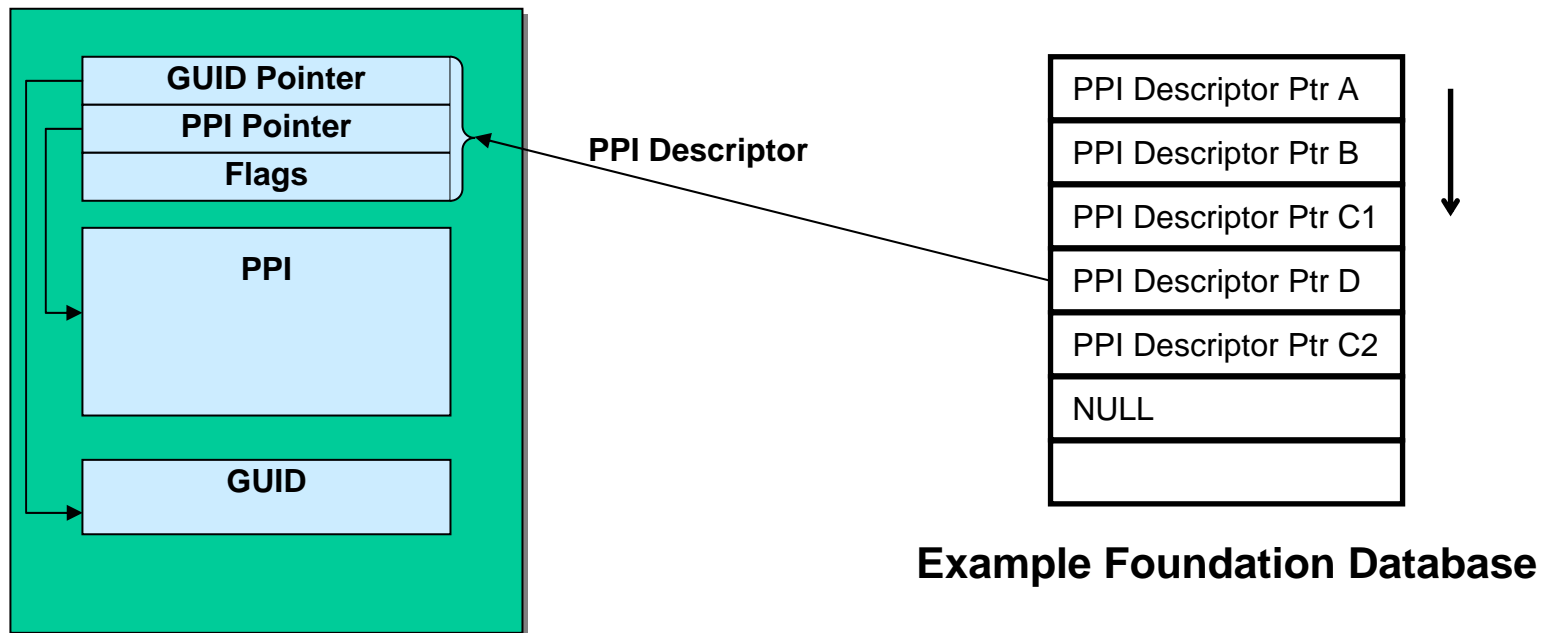 GUID Pointer
PPI Pointer
Flags
PPI
GUID
PPI Descriptor
PPI Descriptor Ptr A
PPI Descriptor Ptr B
PPI Descriptor Ptr C1
PPI Descriptor Ptr D
PPI Descriptor Ptr C2
NULL
Example Foundation Database